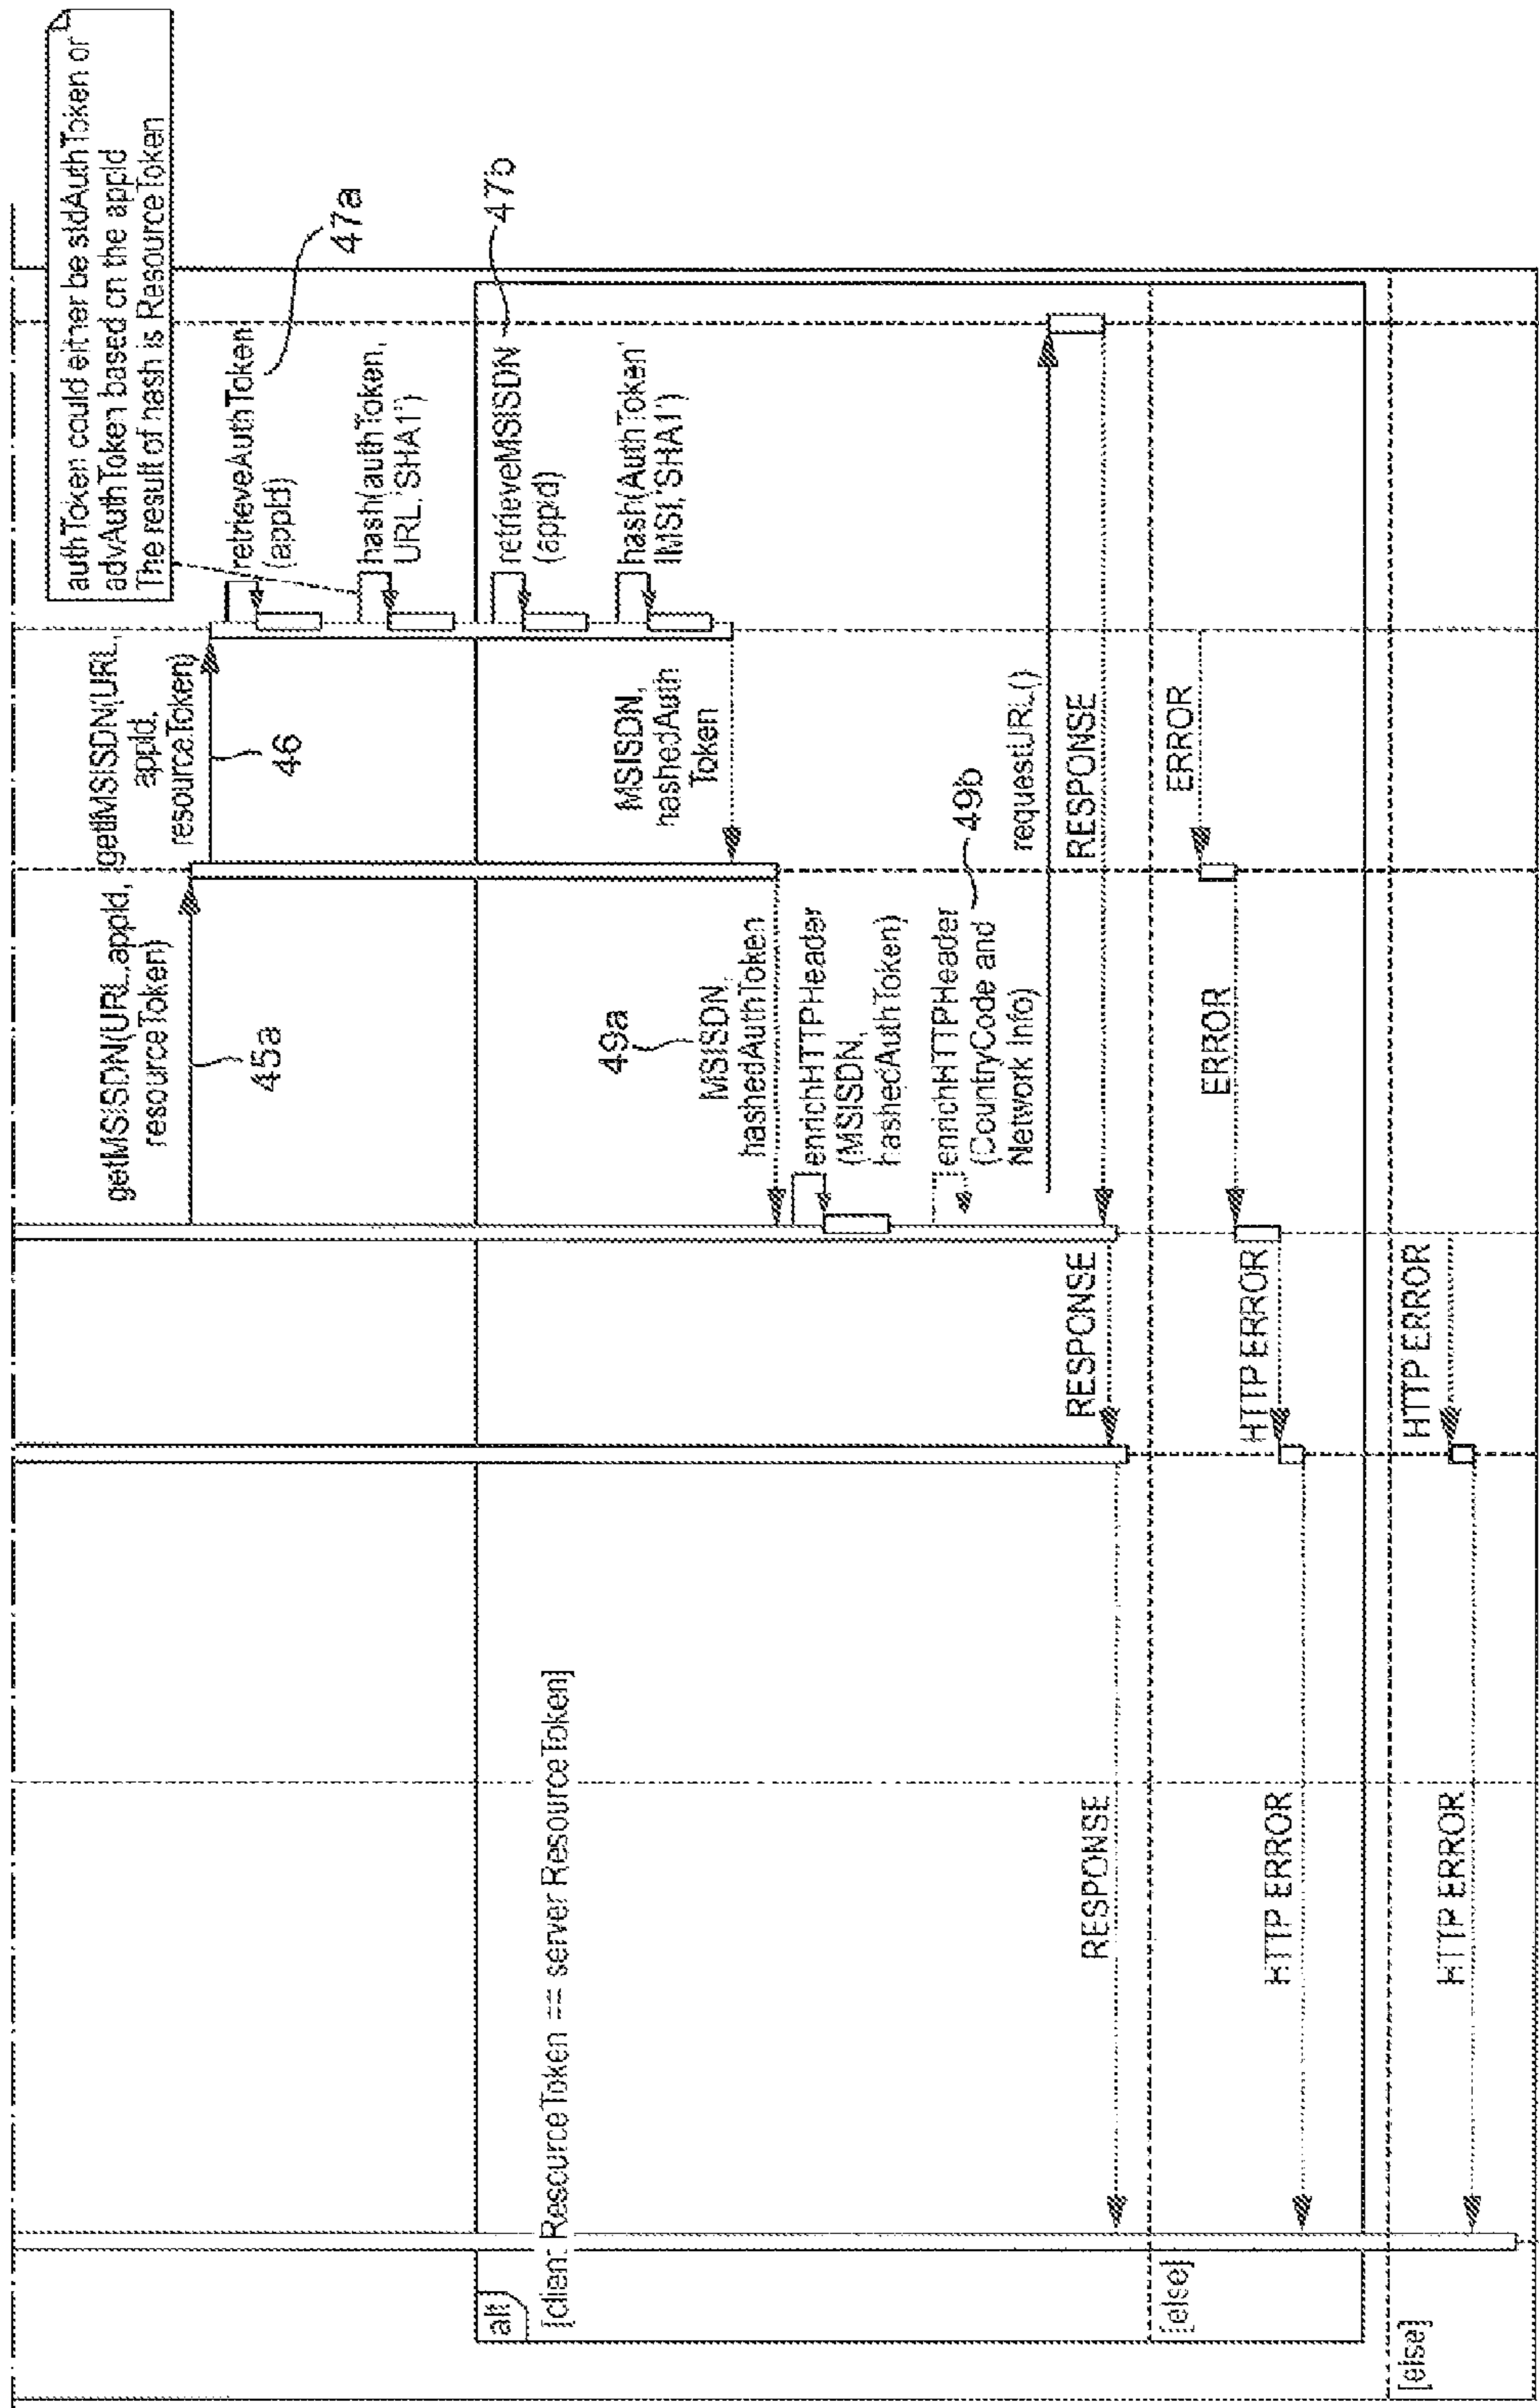 authToken could either be stdAuthToken or
advAuthToken based on the appId
The result of hash is ResourceToken
getMSISDN(URL,appId,
resourceToken)
45a
getMSISDN(URL,
appId,
resourceToken)
46
retrieveAuthToken
(appId)
47a
hash(authToken,
URL,'SHA1')
alt
[client ResourceToken == server ResourceToken]
retrieveMSISDN
(appId)
47b
hash(AuthToken'
IMSI,'SHA1')
MSISDN,
hashedAuth
Token
49a
MSISDN,
hashedAuthToken
enrichHTTPHeader
(MSISDN,
hashedAuthToken)
enrichHTTPHeader
(CountryCode and
Network Info)
49b
requestURL()
RESPONSE
RESPONSE
RESPONSE
[else]
ERROR
ERROR
HTTP ERROR
HTTP ERROR
[else]
HTTP ERROR
HTTP ERROR